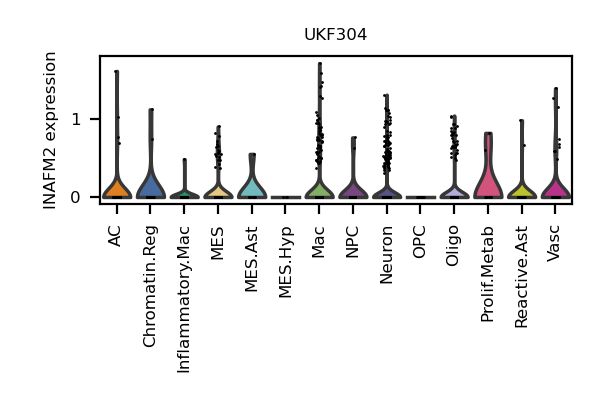 UKF304
INAFM2 expression
1
0
AC
Chromatin.Reg
Inflammatory.Mac
MES
MES.Ast
MES.Hyp
Mac
NPC
Neuron
OPC
Oligo
Prolif.Metab
Reactive.Ast
Vasc